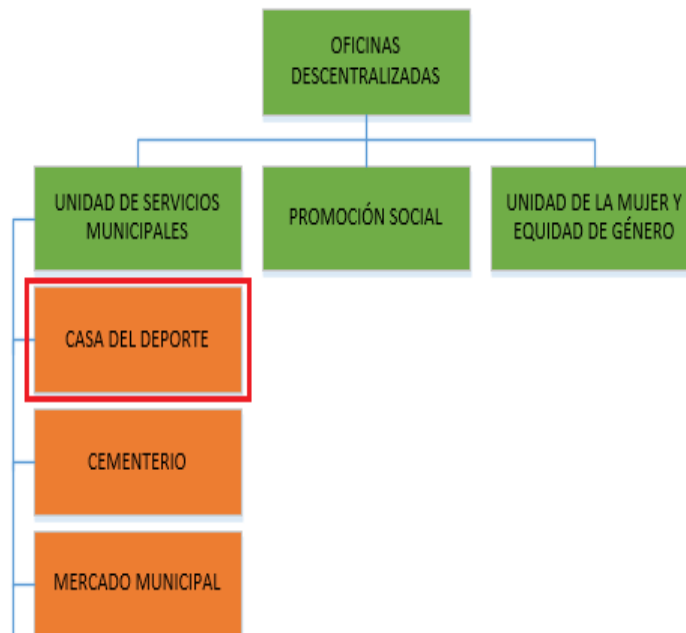 OFICINAS
DESCENTRALIZADAS
UNIDAD DE SERVICIOS
MUNICIPALES
PROMOCIÓN SOCIAL
UNIDAD DE LA MUJER Y
EQUIDAD DE GÉNERO
CASA DEL DEPORTE
CEMENTERIO
MERCADO MUNICIPAL